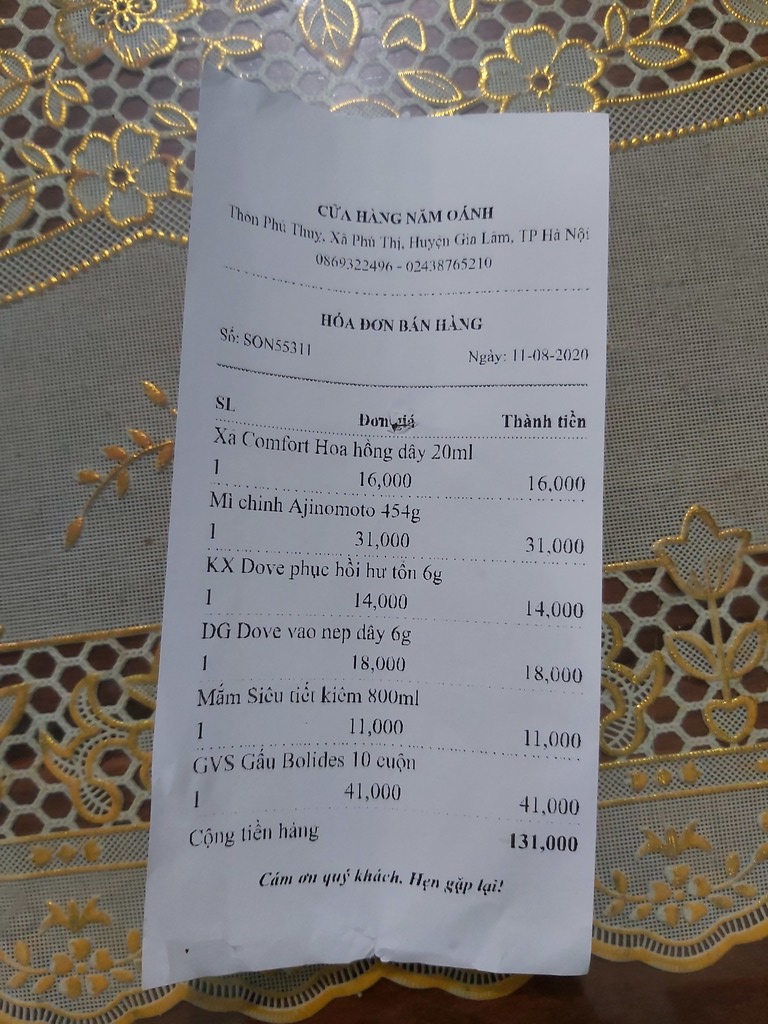 CỬA HÀNG NĂM OÁNH
Thôn Phú Thụy, Xã Phú Thị, Huyện Gia Lâm, TP Hà Nội
0869322496 - 02438765210
HÓA ĐƠN BÁN HÀNG
Số: SON55311 Ngày: 11-08-2020
SL Đơn giá Thành tiền
Xả Comfort Hoa hồng dây 20ml
1 16,000 16,000
Mì chính Ajinomoto 454g
1 31,000 31,000
KX Dove phục hồi hư tổn 6g
1 14,000 14,000
DG Dove vao nep dây 6g
1 18,000 18,000
Mắm Siêu tiết kiệm 800ml
1 11,000 11,000
GVS Gấu Bolides 10 cuộn
1 41,000 41,000
Cộng tiền hàng 131,000
Cám ơn quý khách. Hẹn gặp lại!